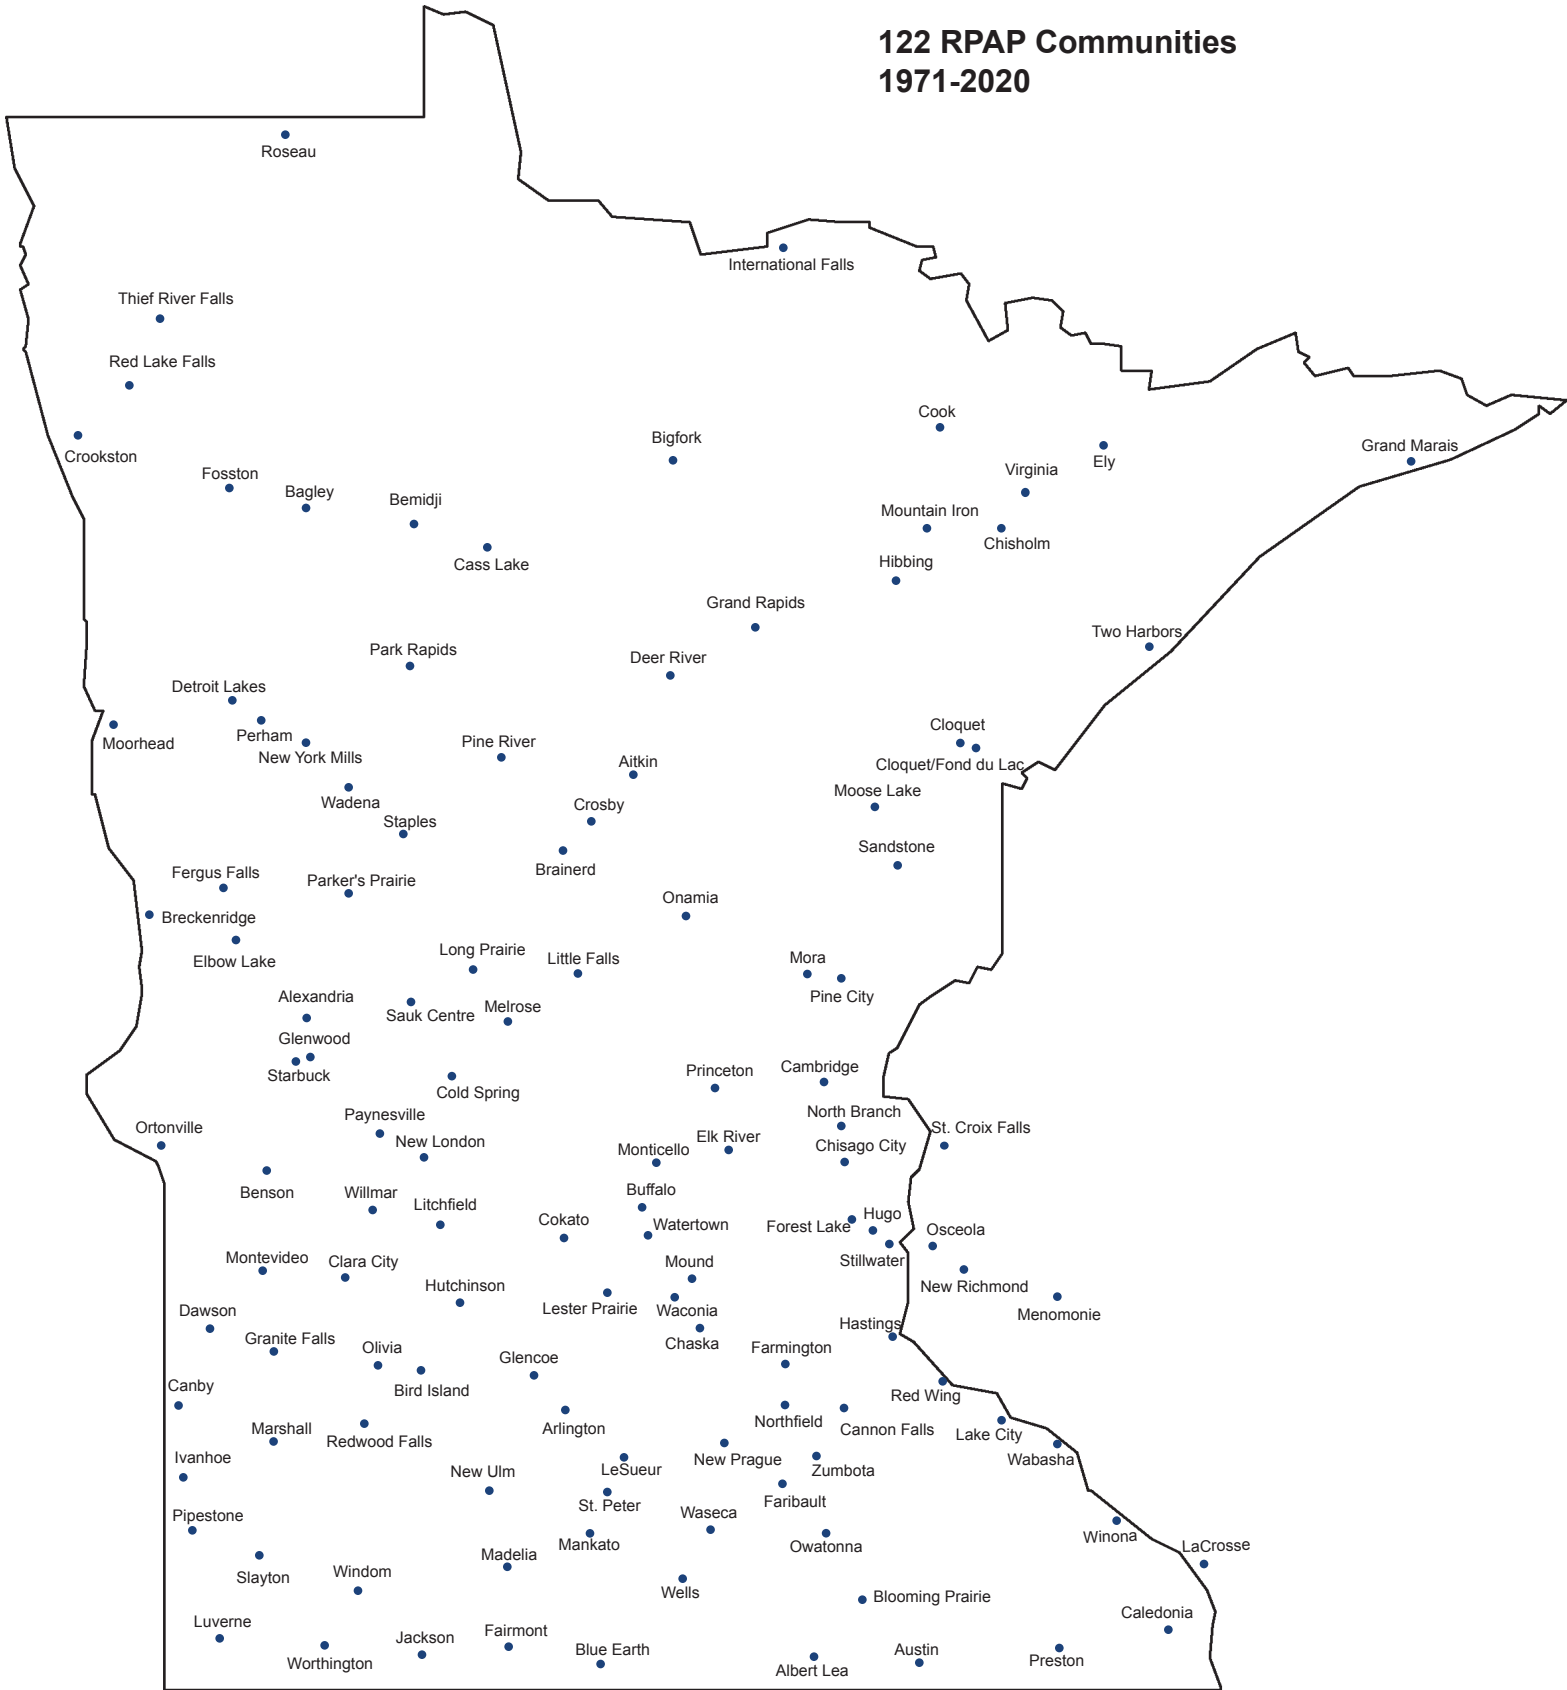 122 RPAP Communities
1971-2020
Roseau
International Falls
Thief River Falls
Red Lake Falls
Crookston
Fosston
Bagley
Bemidji
Cass Lake
Bigfork
Cook
Ely
Grand Marais
Virginia
Mountain Iron
Chisholm
Hibbing
Grand Rapids
Two Harbors
Park Rapids
Deer River
Detroit Lakes
Perham
Moorhead
New York Mills
Pine River
Cloquet
Cloquet/Fond du Lac
Aitkin
Moose Lake
Wadena
Crosby
Staples
Sandstone
Brainerd
Fergus Falls
Parker's Prairie
Onamia
Breckenridge
Elbow Lake
Long Prairie
Little Falls
Mora
Pine City
Alexandria
Sauk Centre
Melrose
Glenwood
Starbuck
Cold Spring
Princeton
Cambridge
Paynesville
North Branch
Ortonville
New London
Monticello
Elk River
Chisago City
St. Croix Falls
Benson
Willmar
Litchfield
Buffalo
Cokato
Watertown
Forest Lake
Hugo
Osceola
Stillwater
Montevideo
Clara City
Mound
Hutchinson
Lester Prairie
Waconia
New Richmond
Menomonie
Dawson
Chaska
Hastings
Granite Falls
Olivia
Glencoe
Farmington
Bird Island
Canby
Red Wing
Marshall
Redwood Falls
Arlington
Northfield
Cannon Falls
Lake City
Ivanhoe
New Ulm
LeSueur
New Prague
Zumbota
Wabasha
Pipestone
St. Peter
Waseca
Faribault
Mankato
Owatonna
Winona
LaCrosse
Slayton
Windom
Madelia
Wells
Blooming Prairie
Caledonia
Luverne
Worthington
Jackson
Fairmont
Blue Earth
Albert Lea
Austin
Preston